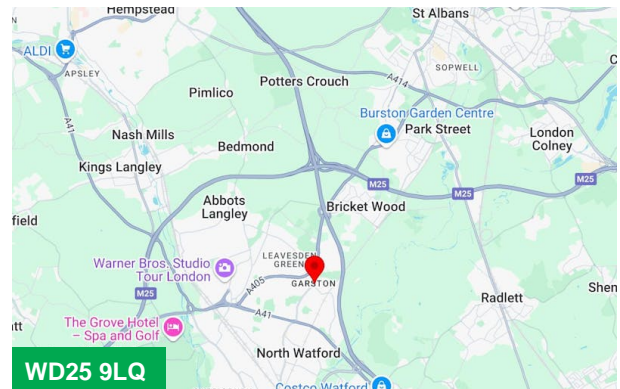 Hempstead
St Albans
ALDI
APSLEY
SOPWELL
A414
Potters Crouch
Pimlico
A41
Burston Garden Centre
Park Street
London
Colney
Nash Mills
Bedmond
Kings Langley
M25
M25
M25
Abbots
Langley
Bricket Wood
field
LEAVESDEN
GREEN
Warner Bros. Studio
Tour London
GARSTON
A405
M25
Radlett
Shen
A41
tt
The Grove Hotel
– Spa and Golf
North Watford
WD25 9LQ
Costco Watford